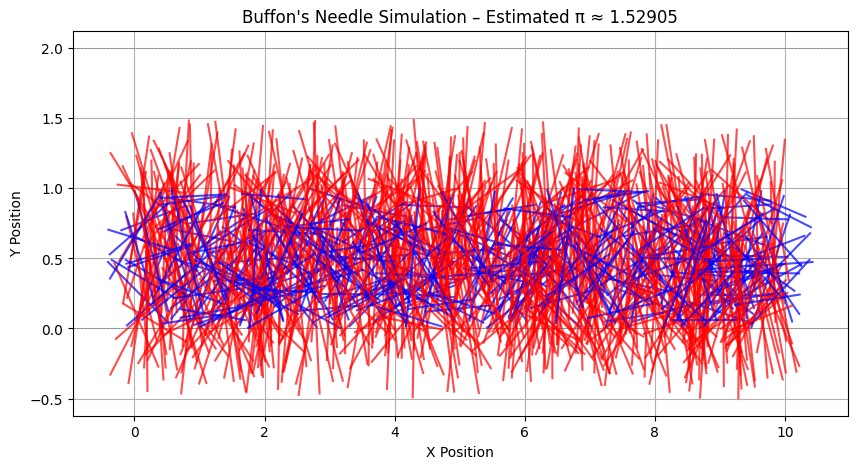 Buffon's Needle Simulation – Estimated π ≈ 1.52905
2.0
1.5
1.0
0.5
0.0
−0.5
Y Position
0 2 4 6 8 10
X Position